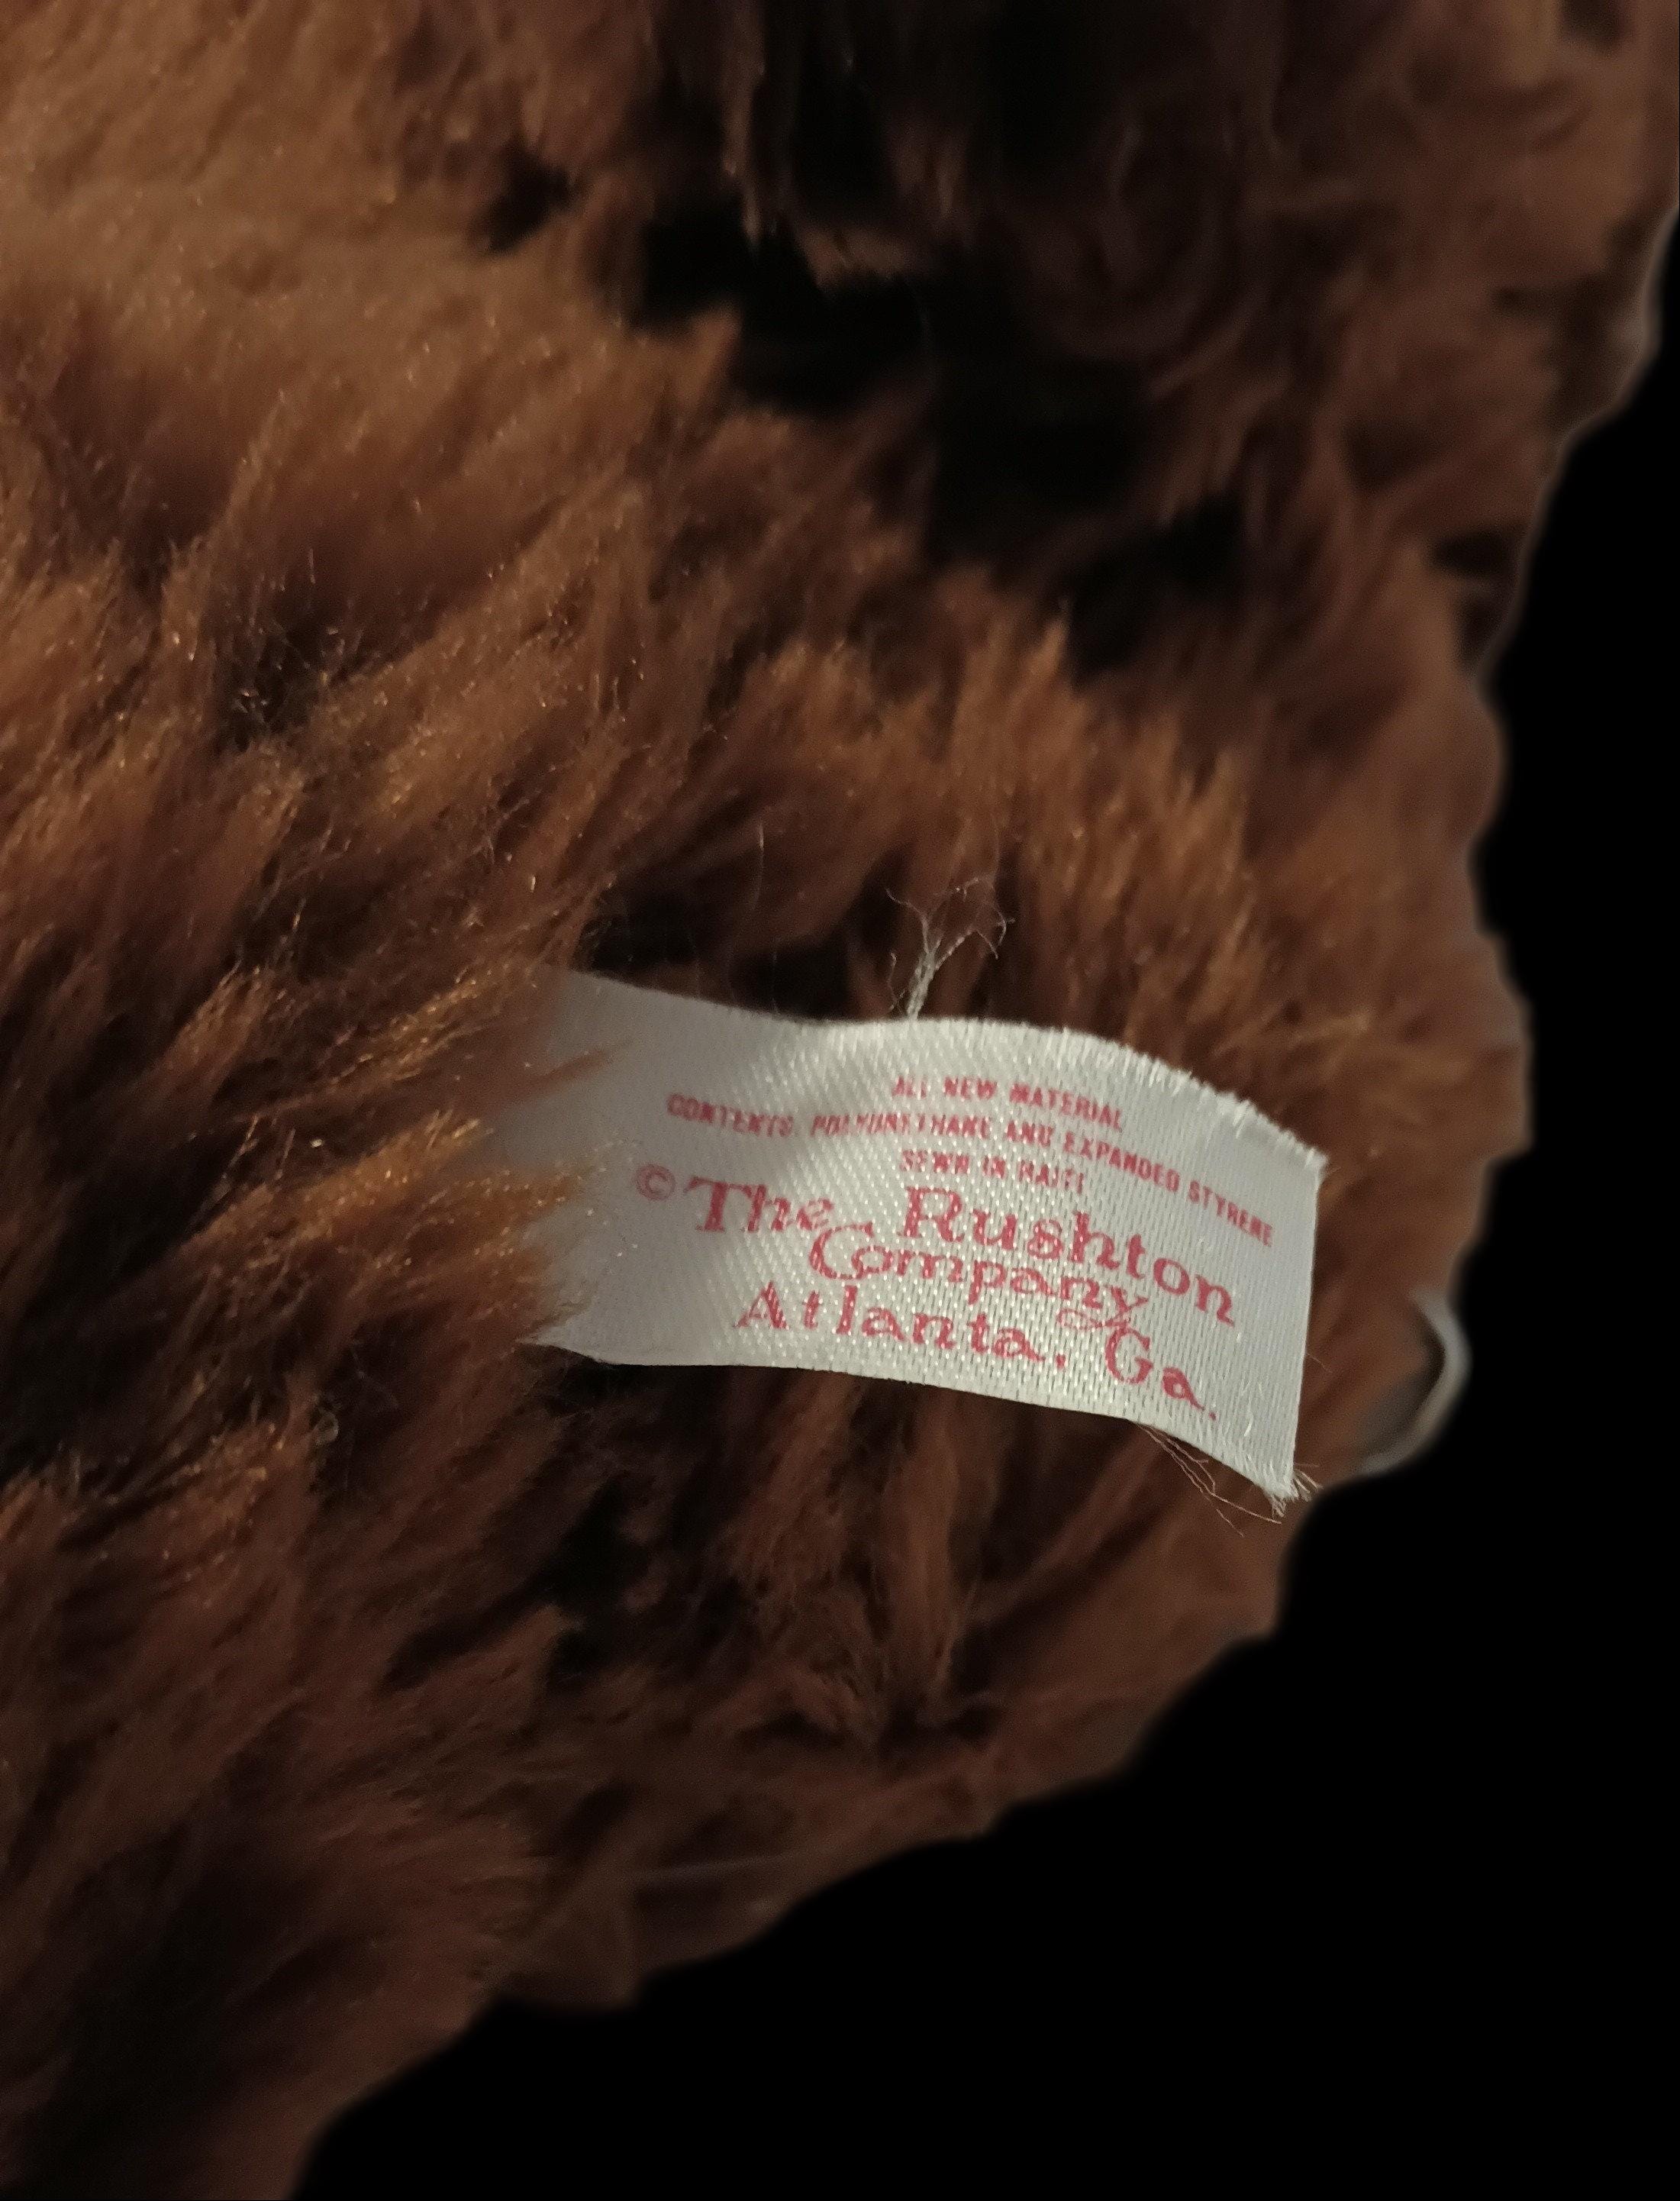 ALL NEW MATERIAL
CONTENTS POLYURETHANE AND EXPANDED STYRENE
SEWN IN HAITI
© The Rushton
Company
Atlanta, Ga.